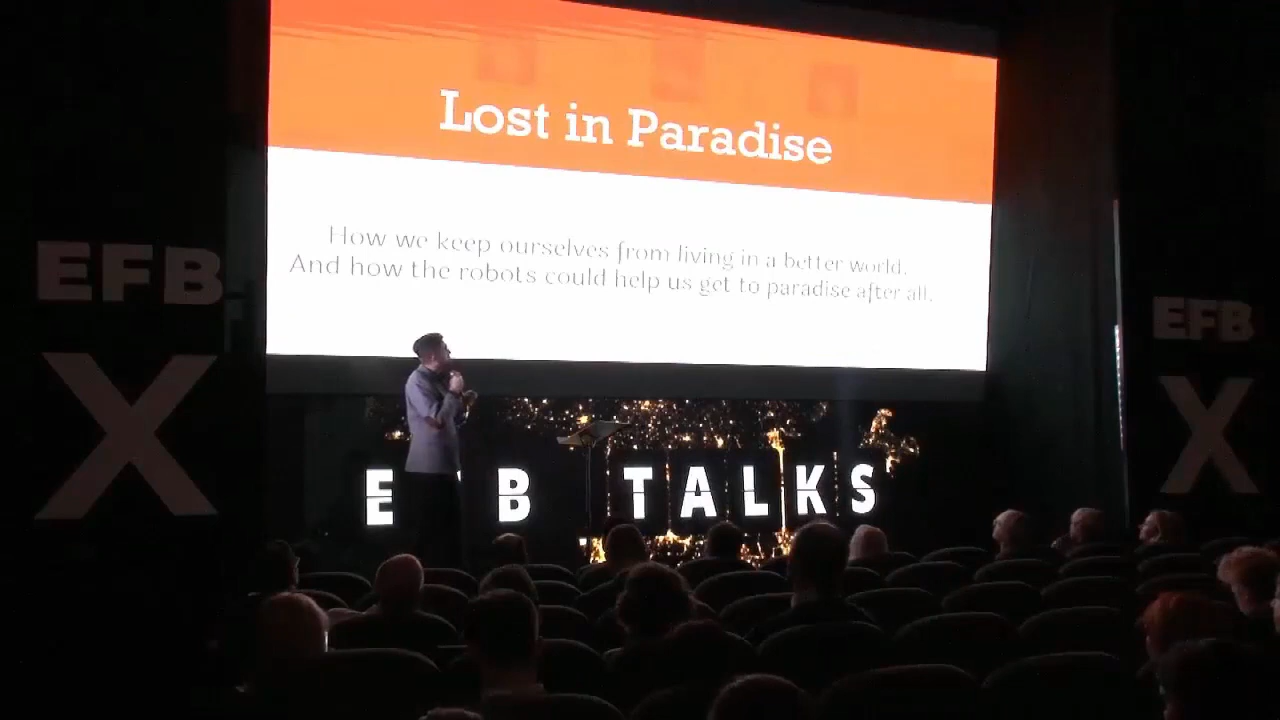 Lost in Paradise
How we keep ourselves from living in a better world.
And how the robots could help us get to paradise after all.
EFB
X
EFB
X
E B TALKS